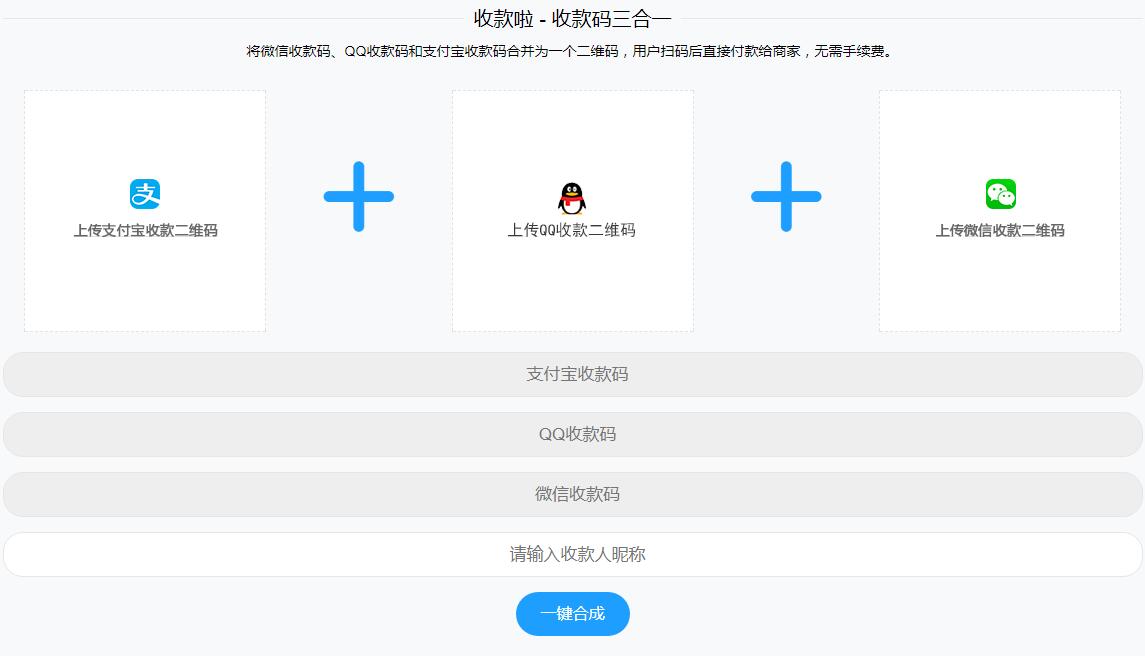 收款啦 - 收款码三合一
将微信收款码、QQ收款码和支付宝收款码合并为一个二维码，用户扫码后直接付款给商家，无需手续费。
支
上传支付宝收款二维码
上传QQ收款二维码
上传微信收款二维码
支付宝收款码
QQ收款码
微信收款码
请输入收款人昵称
一键合成